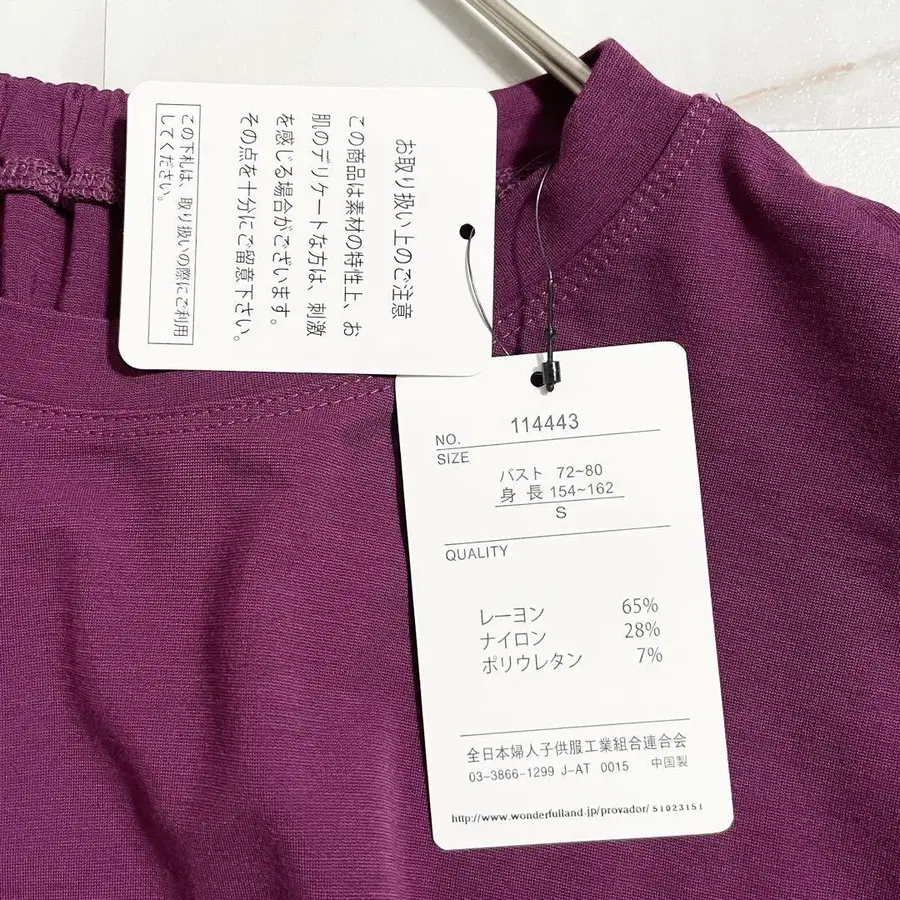 お取り扱い上のご注意
この商品は素材の特性上、お
肌のデリケートな方は、刺激
を感じる場合がございます。
その点を十分にご留意下さい。
この下札は、取り扱いの際にご利用
してください。
NO. 114443
SIZE
バスト 72~80
身 長 154~162
S
QUALITY
レーヨン 65%
ナイロン 28%
ポリウレタン 7%
全日本婦人子供服工業組合連合会
03-3866-1299 J-AT 0015 中国製
http://www.wonderfulland.jp/provador/ 51023151